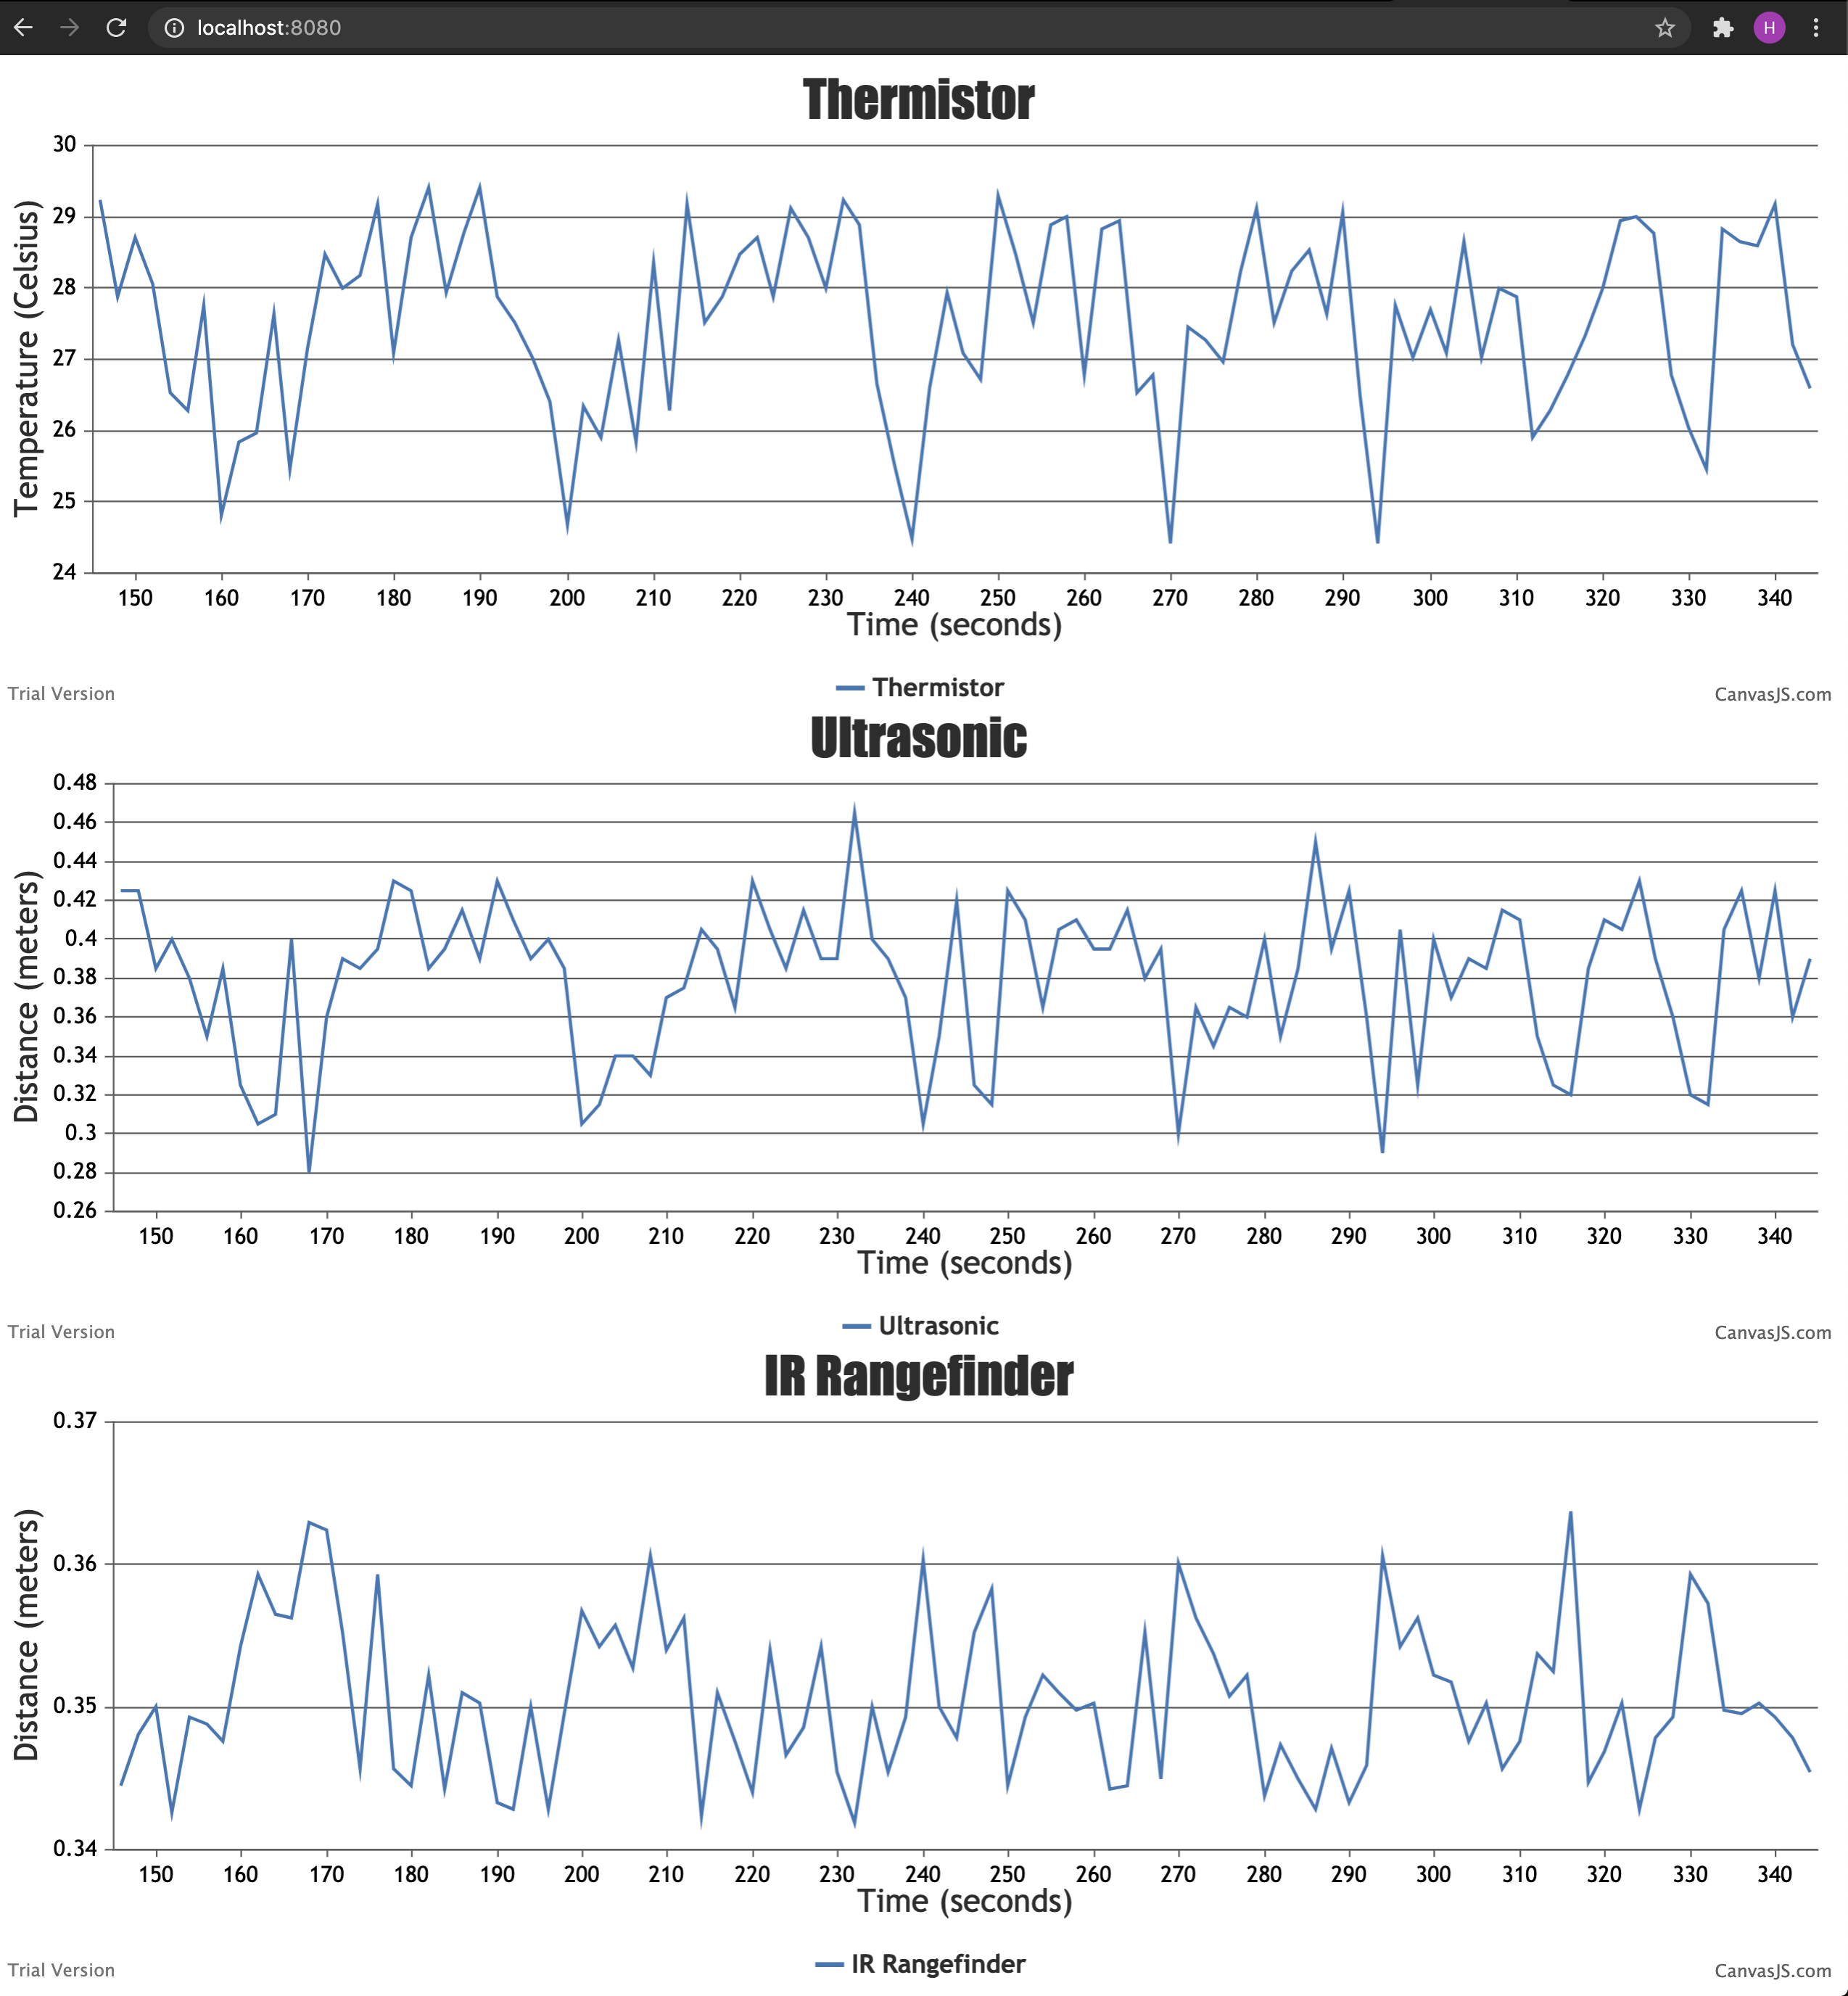 localhost:8080
H
Thermistor
30
29
28
27
26
25
24
Temperature (Celsius)
150 160 170 180 190 200 210 220 230 240 250 260 270 280 290 300 310 320 330 340
Time (seconds)
Thermistor
Trial Version
CanvasJS.com
Ultrasonic
0.48
0.46
0.44
0.42
0.4
0.38
0.36
0.34
0.32
0.3
0.28
0.26
Distance (meters)
150 160 170 180 190 200 210 220 230 240 250 260 270 280 290 300 310 320 330 340
Time (seconds)
Ultrasonic
Trial Version
CanvasJS.com
IR Rangefinder
0.37
0.36
0.35
0.34
Distance (meters)
150 160 170 180 190 200 210 220 230 240 250 260 270 280 290 300 310 320 330 340
Time (seconds)
IR Rangefinder
Trial Version
CanvasJS.com